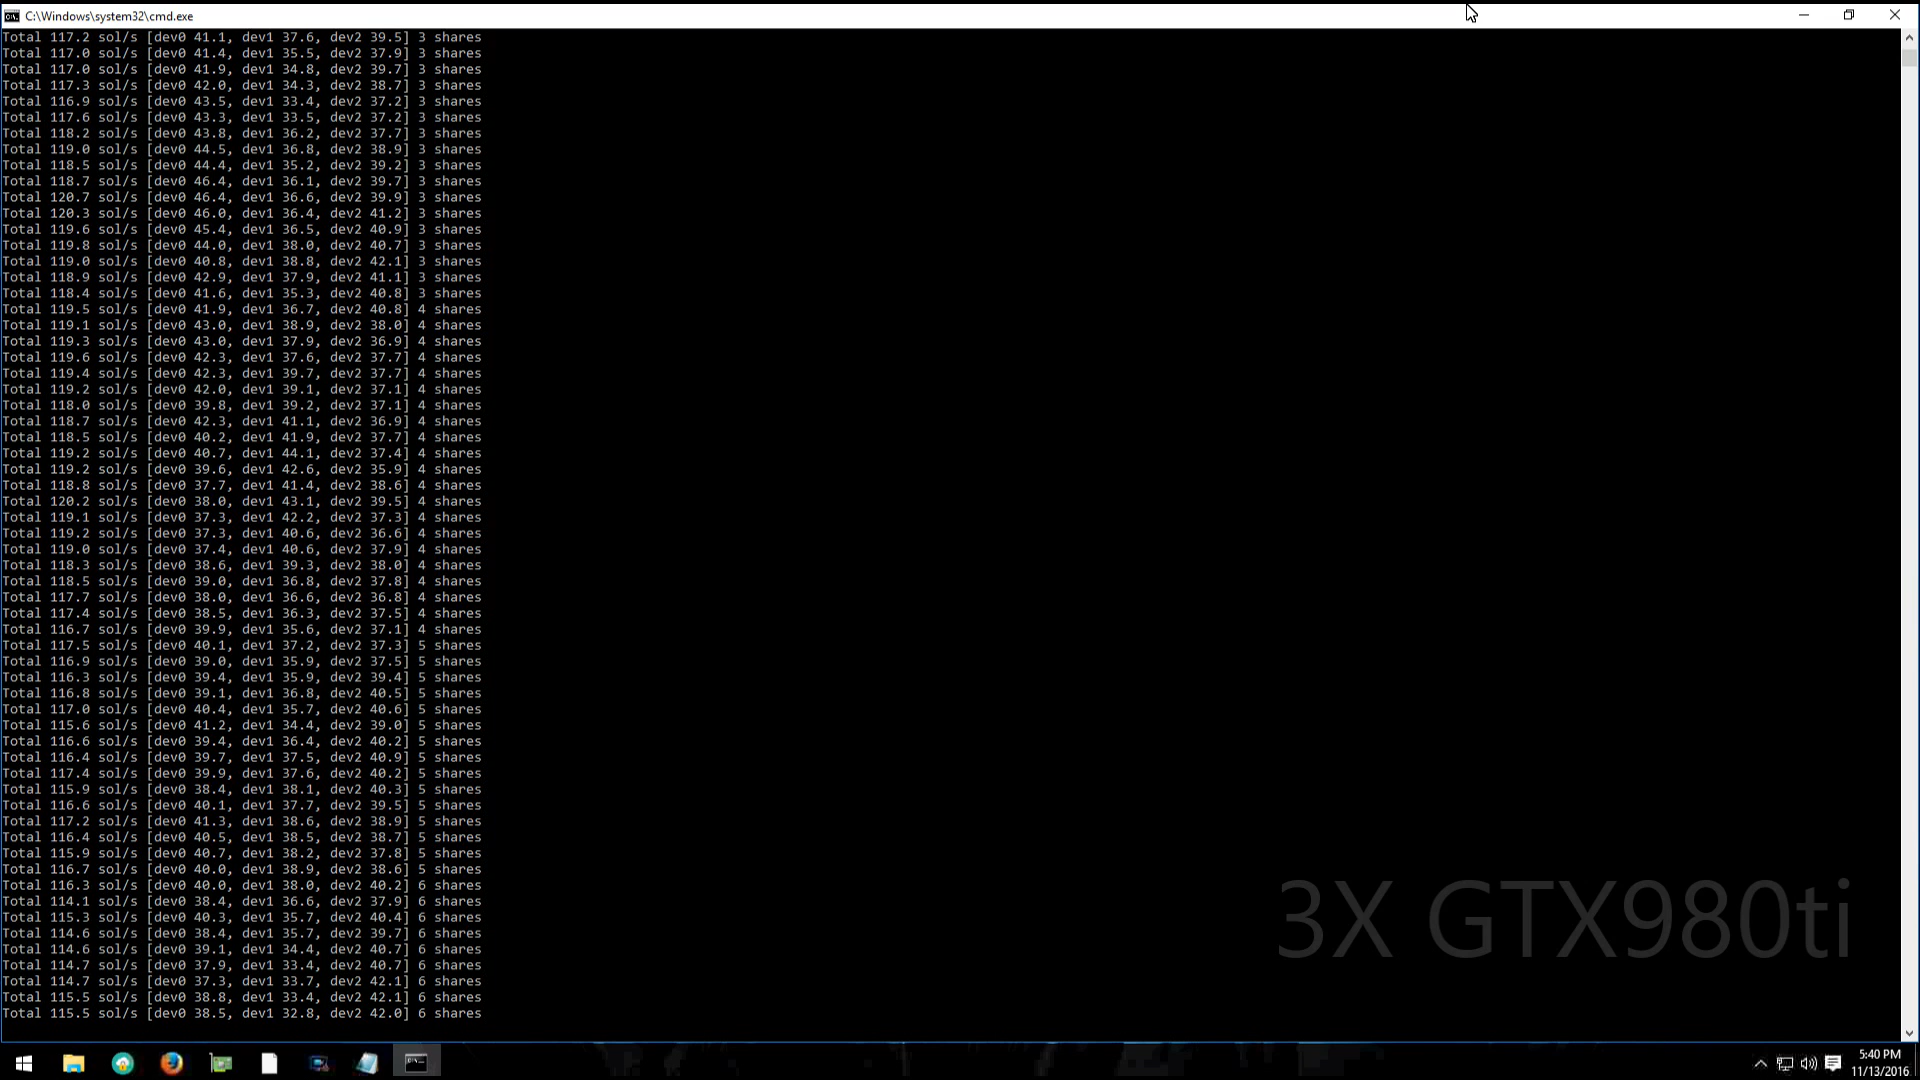 C:\Windows\system32\cmd.exe
Total 117.2 sol/s [dev0 41.1, dev1 37.6, dev2 39.5] 3 shares
Total 117.0 sol/s [dev0 41.4, dev1 35.5, dev2 37.9] 3 shares
Total 117.0 sol/s [dev0 41.9, dev1 34.8, dev2 39.7] 3 shares
Total 117.3 sol/s [dev0 42.0, dev1 34.3, dev2 38.7] 3 shares
Total 116.9 sol/s [dev0 43.5, dev1 33.4, dev2 37.2] 3 shares
Total 117.6 sol/s [dev0 43.3, dev1 33.5, dev2 37.2] 3 shares
Total 118.2 sol/s [dev0 43.8, dev1 36.2, dev2 37.7] 3 shares
Total 119.0 sol/s [dev0 44.5, dev1 36.8, dev2 38.9] 3 shares
Total 118.5 sol/s [dev0 44.4, dev1 35.2, dev2 39.2] 3 shares
Total 118.7 sol/s [dev0 46.4, dev1 36.1, dev2 39.7] 3 shares
Total 120.7 sol/s [dev0 46.4, dev1 36.6, dev2 39.9] 3 shares
Total 120.3 sol/s [dev0 46.0, dev1 36.4, dev2 41.2] 3 shares
Total 119.6 sol/s [dev0 45.4, dev1 36.5, dev2 40.9] 3 shares
Total 119.8 sol/s [dev0 44.0, dev1 38.0, dev2 40.7] 3 shares
Total 119.0 sol/s [dev0 40.8, dev1 38.8, dev2 42.1] 3 shares
Total 118.9 sol/s [dev0 42.9, dev1 37.9, dev2 41.1] 3 shares
Total 118.4 sol/s [dev0 41.6, dev1 35.3, dev2 40.8] 3 shares
Total 119.5 sol/s [dev0 41.9, dev1 36.7, dev2 40.8] 4 shares
Total 119.1 sol/s [dev0 43.0, dev1 38.9, dev2 38.0] 4 shares
Total 119.3 sol/s [dev0 43.0, dev1 37.9, dev2 36.9] 4 shares
Total 119.6 sol/s [dev0 42.3, dev1 37.6, dev2 37.7] 4 shares
Total 119.4 sol/s [dev0 42.3, dev1 39.7, dev2 37.7] 4 shares
Total 119.2 sol/s [dev0 42.0, dev1 39.1, dev2 37.1] 4 shares
Total 118.0 sol/s [dev0 39.8, dev1 39.2, dev2 37.1] 4 shares
Total 118.7 sol/s [dev0 42.3, dev1 41.1, dev2 36.9] 4 shares
Total 118.5 sol/s [dev0 40.2, dev1 41.9, dev2 37.7] 4 shares
Total 119.2 sol/s [dev0 40.7, dev1 44.1, dev2 37.4] 4 shares
Total 119.2 sol/s [dev0 39.6, dev1 42.6, dev2 35.9] 4 shares
Total 118.8 sol/s [dev0 37.7, dev1 41.4, dev2 38.6] 4 shares
Total 120.2 sol/s [dev0 38.0, dev1 43.1, dev2 39.5] 4 shares
Total 119.1 sol/s [dev0 37.3, dev1 42.2, dev2 37.3] 4 shares
Total 119.2 sol/s [dev0 37.3, dev1 40.6, dev2 36.6] 4 shares
Total 119.0 sol/s [dev0 37.4, dev1 40.6, dev2 37.9] 4 shares
Total 118.3 sol/s [dev0 38.6, dev1 39.3, dev2 38.0] 4 shares
Total 118.5 sol/s [dev0 39.0, dev1 36.8, dev2 37.8] 4 shares
Total 117.7 sol/s [dev0 38.0, dev1 36.6, dev2 36.8] 4 shares
Total 117.4 sol/s [dev0 38.5, dev1 36.3, dev2 37.5] 4 shares
Total 116.7 sol/s [dev0 39.9, dev1 35.6, dev2 37.1] 4 shares
Total 117.5 sol/s [dev0 40.1, dev1 37.2, dev2 37.3] 5 shares
Total 116.9 sol/s [dev0 39.0, dev1 35.9, dev2 37.5] 5 shares
Total 116.3 sol/s [dev0 39.4, dev1 35.9, dev2 39.4] 5 shares
Total 116.8 sol/s [dev0 39.1, dev1 36.8, dev2 40.5] 5 shares
Total 117.0 sol/s [dev0 40.4, dev1 35.7, dev2 40.6] 5 shares
Total 115.6 sol/s [dev0 41.2, dev1 34.4, dev2 39.0] 5 shares
Total 116.6 sol/s [dev0 39.4, dev1 36.4, dev2 40.2] 5 shares
Total 116.4 sol/s [dev0 39.7, dev1 37.5, dev2 40.9] 5 shares
Total 117.4 sol/s [dev0 39.9, dev1 37.6, dev2 40.2] 5 shares
Total 115.9 sol/s [dev0 38.4, dev1 38.1, dev2 40.3] 5 shares
Total 116.6 sol/s [dev0 40.1, dev1 37.7, dev2 39.5] 5 shares
Total 117.2 sol/s [dev0 41.3, dev1 38.6, dev2 38.9] 5 shares
Total 116.4 sol/s [dev0 40.5, dev1 38.5, dev2 38.7] 5 shares
Total 115.9 sol/s [dev0 40.7, dev1 38.2, dev2 37.8] 5 shares
Total 116.7 sol/s [dev0 40.0, dev1 38.9, dev2 38.6] 5 shares
Total 116.3 sol/s [dev0 40.0, dev1 38.0, dev2 40.2] 6 shares
Total 114.1 sol/s [dev0 38.4, dev1 36.6, dev2 37.9] 6 shares
Total 115.3 sol/s [dev0 40.3, dev1 35.7, dev2 40.4] 6 shares
Total 114.6 sol/s [dev0 38.4, dev1 35.7, dev2 39.7] 6 shares
Total 114.6 sol/s [dev0 39.1, dev1 34.4, dev2 40.7] 6 shares
Total 114.7 sol/s [dev0 37.9, dev1 33.4, dev2 40.7] 6 shares
Total 114.7 sol/s [dev0 37.3, dev1 33.7, dev2 42.1] 6 shares
Total 115.5 sol/s [dev0 38.8, dev1 33.4, dev2 42.1] 6 shares
Total 115.5 sol/s [dev0 38.5, dev1 32.8, dev2 42.0] 6 shares
3X GTX980ti
5:40 PM
11/13/2016